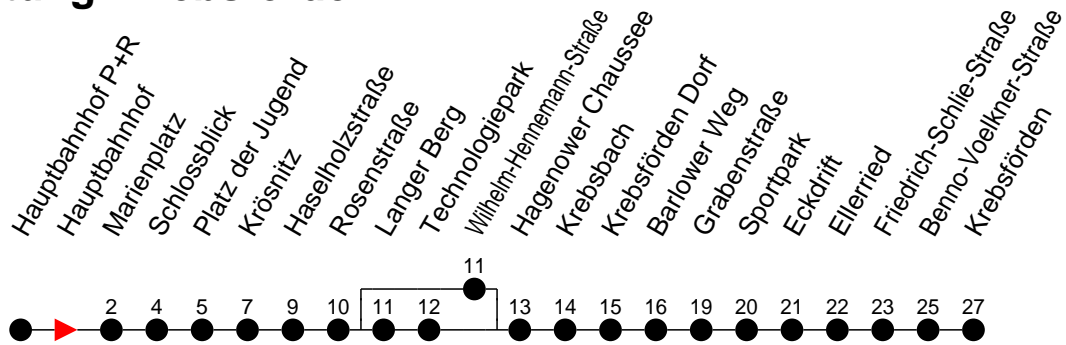 Hauptbahnhof P+R
Hauptbahnhof
Marienplatz
Schlossblick
Platz der Jugend
Krösnitz
Haselholzstraße
Rosenstraße
Langer Berg
Technologiepark
Wilhelm-Hennemann-Straße
Hagenower Chaussee
Krebsbach
Krebsförden Dorf
Barlower Weg
Grabenstraße
Sportpark
Eckdrift
Ellerried
Friedrich-Schlie-Straße
Benno-Voelkner-Straße
Krebsförden
11
2 4 5 7 9 10 11 12 13 14 15 16 19 20 21 22 23 25 27